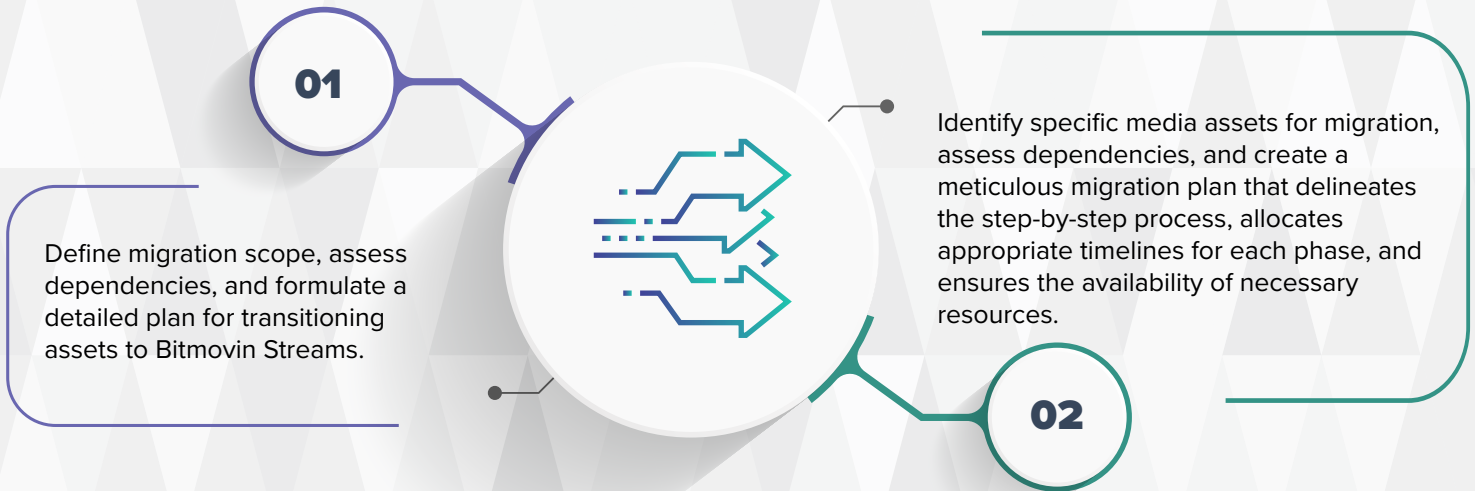 01
Define migration scope, assess
dependencies, and formulate a
detailed plan for transitioning
assets to Bitmovin Streams.
Identify specific media assets for migration,
assess dependencies, and create a
meticulous migration plan that delineates
the step-by-step process, allocates
appropriate timelines for each phase, and
ensures the availability of necessary
resources.
02